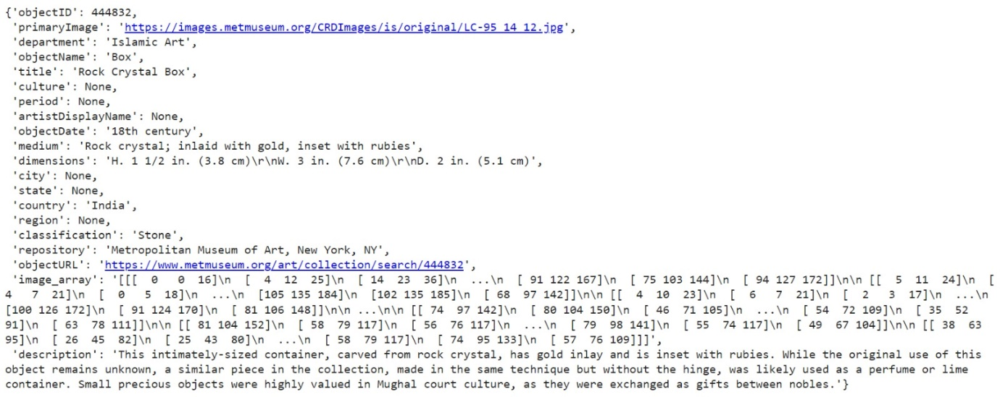 {'objectID': 444832,
'primaryImage': 'https://images.metmuseum.org/CRDImages/is/original/LC-95 14 12.jpg',
'department': 'Islamic Art',
'objectName': 'Box',
'title': 'Rock Crystal Box',
'culture': None,
'period': None,
'artistDisplayName': None,
'objectDate': '18th century',
'medium': 'Rock crystal; inlaid with gold, inset with rubies',
'dimensions': 'H. 1 1/2 in. (3.8 cm)\r\nW. 3 in. (7.6 cm)\r\nD. 2 in. (5.1 cm)',
'city': None,
'state': None,
'country': 'India',
'region': None,
'classification': 'Stone',
'repository': 'Metropolitan Museum of Art, New York, NY',
'objectURL': 'https://www.metmuseum.org/art/collection/search/444832',
'image_array': '[[[  0   0  16]\n  [  4  12  25]\n  [ 14  23  36]\n  ...\n  [ 91 122 167]\n  [ 75 103 144]\n  [ 94 127 172]]\n\n [[  5  11  24]\n  [
4   7  21]\n  [  0   5  18]\n  ...\n  [105 135 184]\n  [102 135 185]\n  [ 68  97 142]]\n\n [[  4  10  23]\n  [  6   7  21]\n  [  2   3  17]\n  ...\n
[100 126 172]\n  [ 91 124 170]\n  [ 81 106 148]]\n\n ...\n\n [[ 74  97 142]\n  [ 80 104 150]\n  [ 46  71 105]\n  ...\n  [ 54  72 109]\n  [ 35  52
91]\n  [ 63  78 111]]\n\n [[ 81 104 152]\n  [ 58  79 117]\n  [ 56  76 117]\n  ...\n  [ 79  98 141]\n  [ 55  74 117]\n  [ 49  67 104]]\n\n [[ 38  63
95]\n  [ 26  45  82]\n  [ 25  43  80]\n  ...\n  [ 58  79 117]\n  [ 74  95 133]\n  [ 57  76 109]]]',
'description': 'This intimately-sized container, carved from rock crystal, has gold inlay and is inset with rubies. While the original use of this
object remains unknown, a similar piece in the collection, made in the same technique but without the hinge, was likely used as a perfume or lime
container. Small precious objects were highly valued in Mughal court culture, as they were exchanged as gifts between nobles.'}